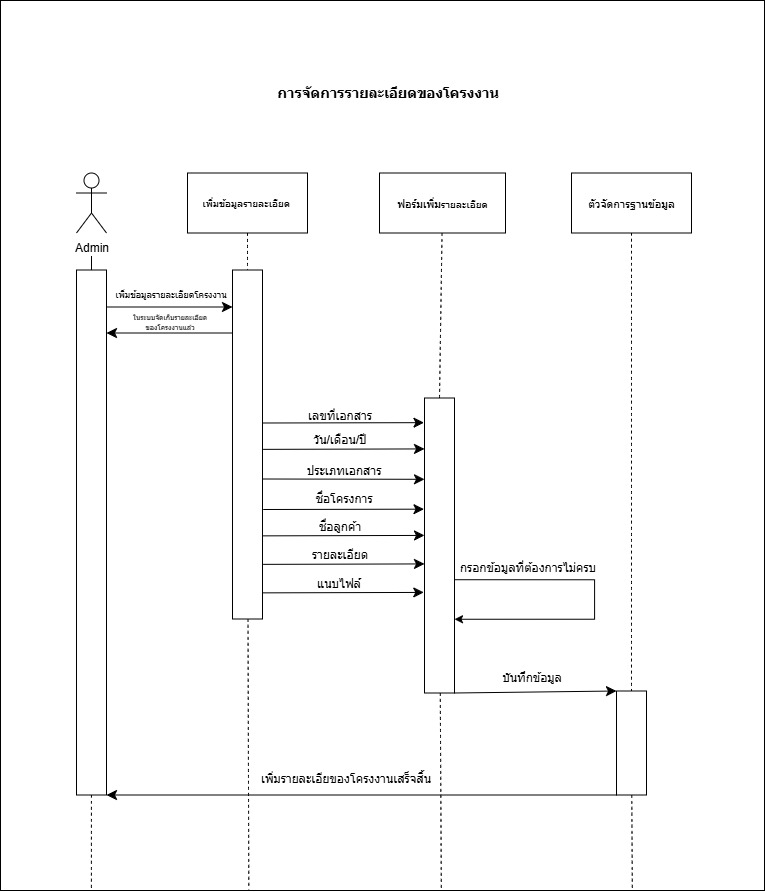 การจัดการรายละเอียดของโครงงาน
เพิ่มข้อมูลรายละเอียด
ฟอร์มเพิ่มรายละเอียด
ตัวจัดการฐานข้อมูล
Admin
เพิ่มข้อมูลรายละเอียดโครงงาน
ในระบบจัดเก็บรายละเอียด
ของโครงงานแล้ว
เลขที่เอกสาร
วัน/เดือน/ปี
ประเภทเอกสาร
ชื่อโครงการ
ชื่อลูกค้า
รายละเอียด
กรอกข้อมูลที่ต้องการไม่ครบ
แนบไฟล์
บันทึกข้อมูล
เพิ่มรายละเอียของโครงงานเสร็จสิ้น